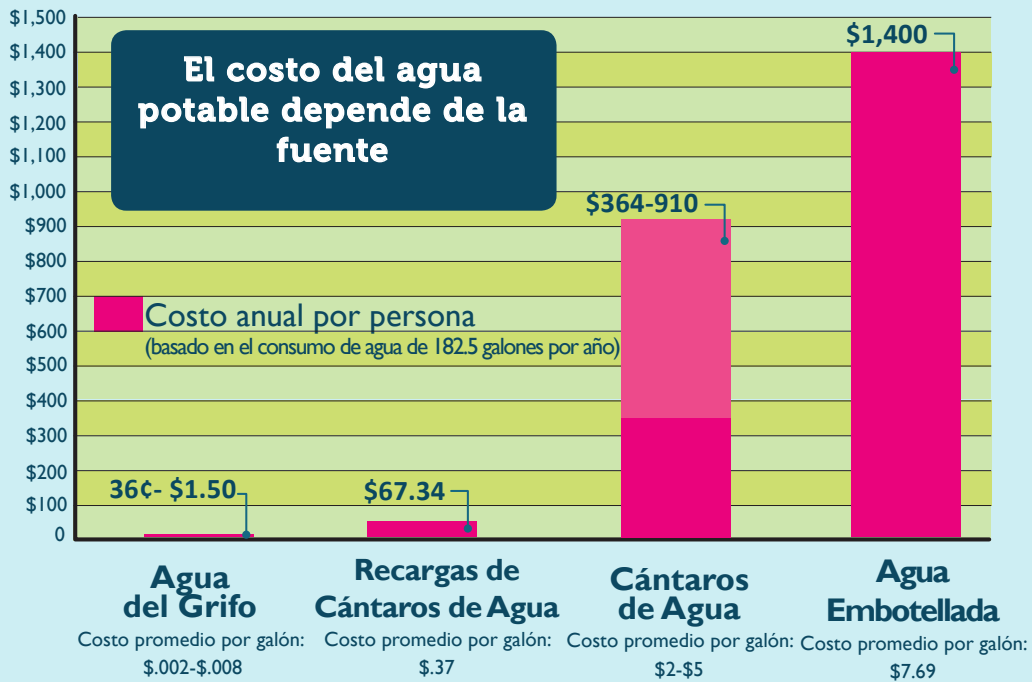 $1,500
$1,400
$1,300
$1,200
$1,100
$1,000
$900
$800
$700
$600
$500
$400
$300
$200
$100
0
El costo del agua
potable depende de la
fuente
Costo anual por persona
(basado en el consumo de agua de 182.5 galones por año)
36¢- $1.50
$67.34
$364-910
$1,400
Agua
del Grifo
Costo promedio por galón:
$.002-$.008
Recargas de
Cántaros de Agua
Costo promedio por galón:
$.37
Cántaros
de Agua
Costo promedio por galón:
$2-$5
Agua
Embotellada
Costo promedio por galón:
$7.69